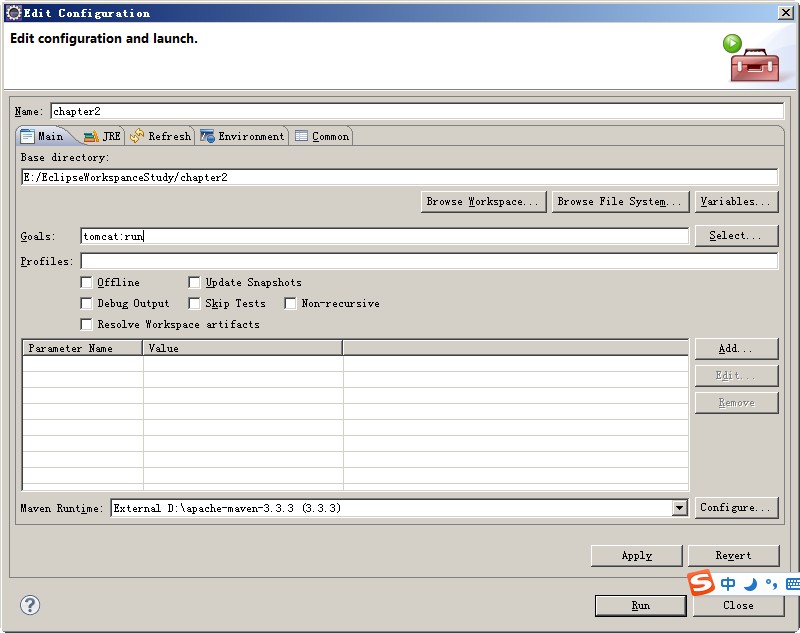 Edit Configuration
Edit configuration and launch.
Name: chapter2
Main JRE Refresh Environment Common
Base directory:
E:/EclipseWorkspanceStudy/chapter2
Browse Workspace... Browse File System... Variables...
Goals: tomcat:run Select...
Profiles:
Offline Update Snapshots
Debug Output Skip Tests Non-recursive
Resolve Workspace artifacts
Parameter Name Value Add...
Edit...
Remove
Maven Runtime: External D:\apache-maven-3.3.3 (3.3.3) Configure...
Apply Revert
S 中
? Run Close